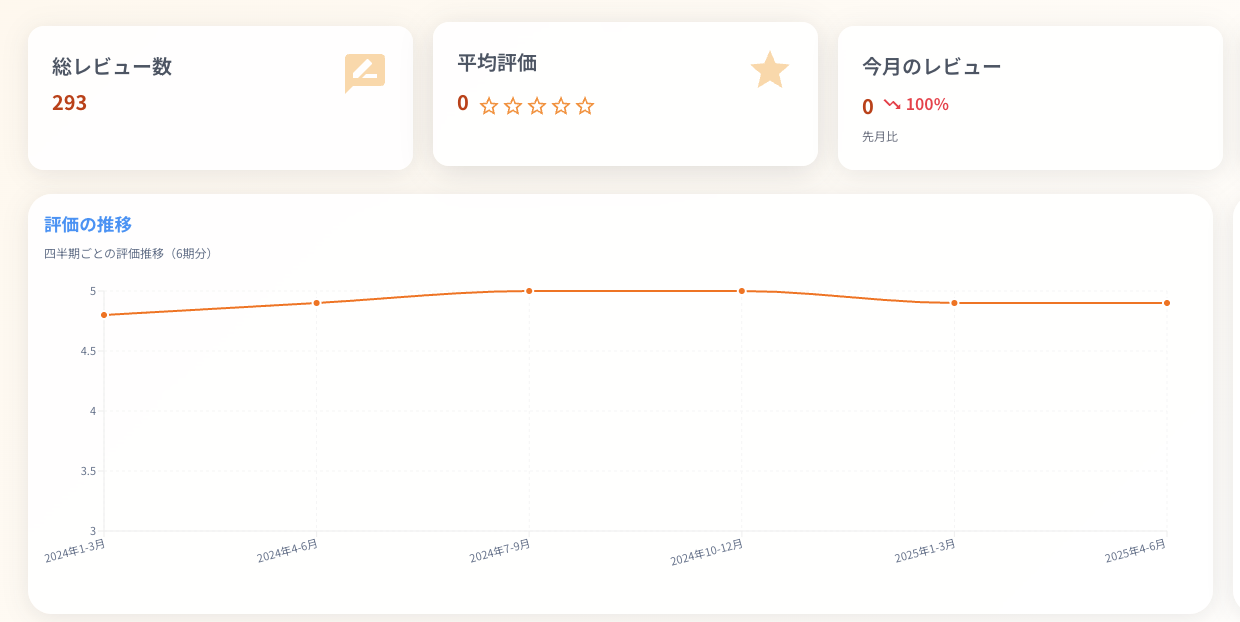 総レビュー数
293
平均評価
0
今月のレビュー
0 100%
先月比
評価の推移
四半期ごとの評価推移（6期分）
5
4.5
4
3.5
3
2024年1-3月
2024年4-6月
2024年7-9月
2024年10-12月
2025年1-3月
2025年4-6月